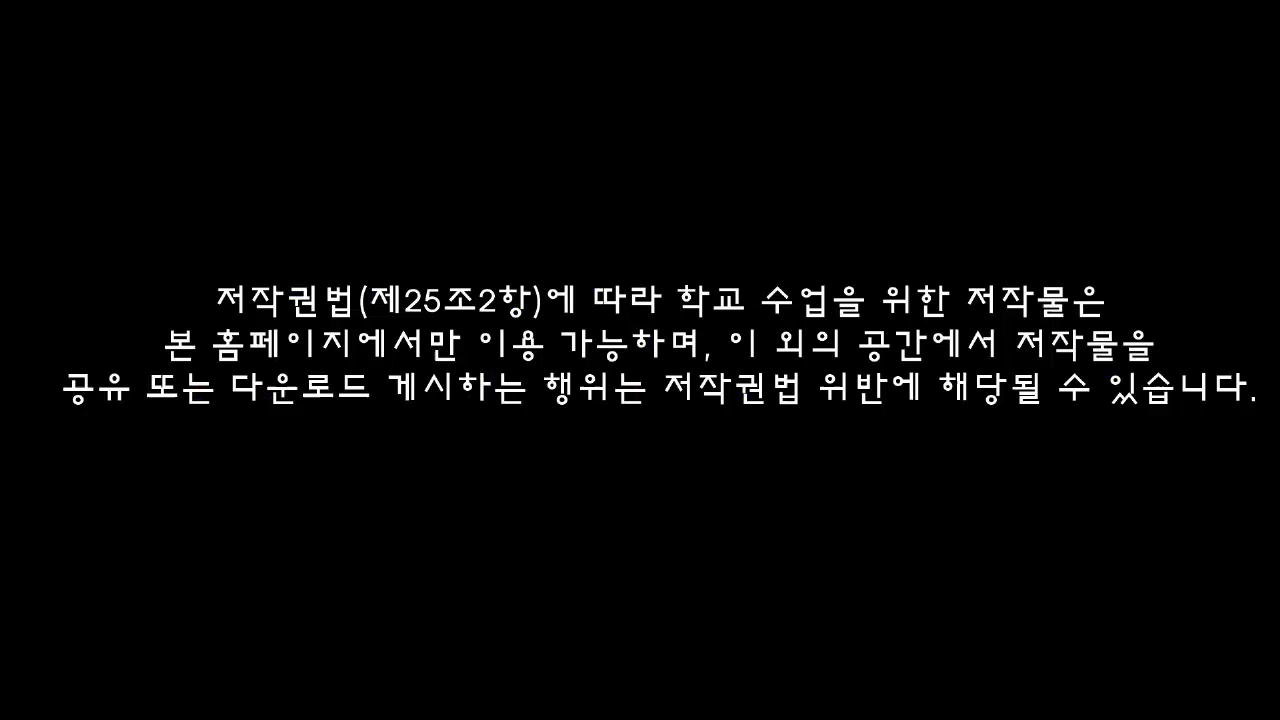 저작권법(제25조2항)에 따라 학교 수업을 위한 저작물은
본 홈페이지에서만 이용 가능하며, 이 외의 공간에서 저작물을
공유 또는 다운로드 게시하는 행위는 저작권법 위반에 해당될 수 있습니다.